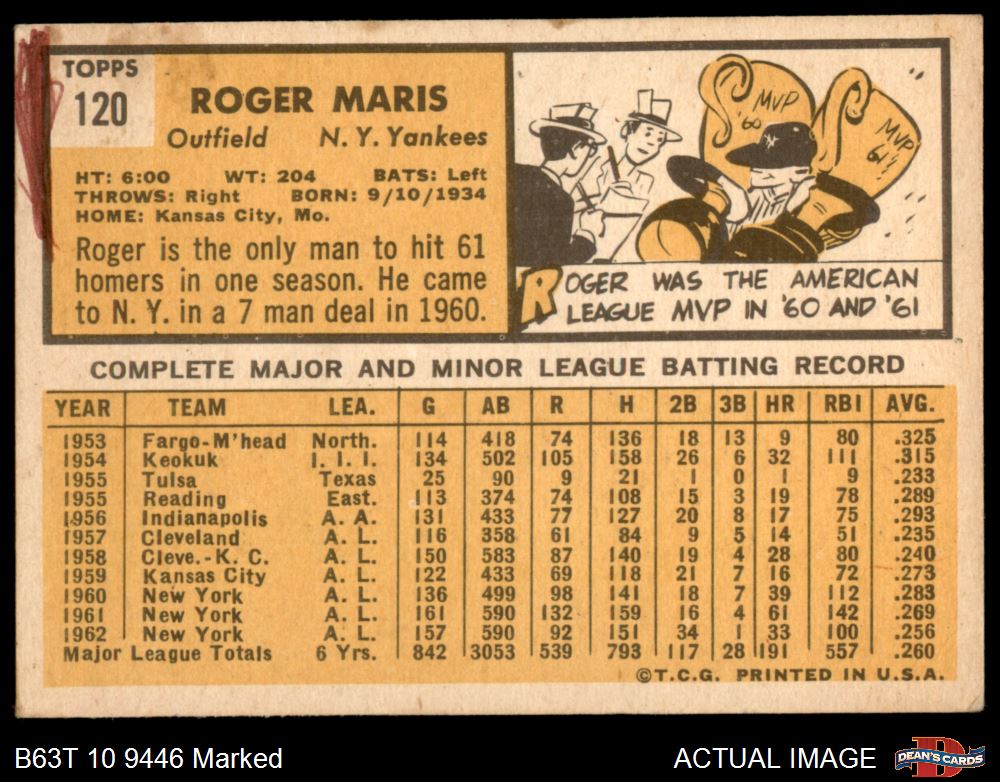 TOPPS
120
ROGER MARIS
Outfield N. Y. Yankees
HT: 6:00 WT: 204 BATS: Left
THROWS: Right BORN: 9/10/1934
HOME: Kansas City, Mo.
Roger is the only man to hit 61
homers in one season. He came
to N. Y. in a 7 man deal in 1960.
MVP
'60
MVP
61
NY
ROGER WAS THE AMERICAN
LEAGUE MVP IN '60 AND '61
COMPLETE MAJOR AND MINOR LEAGUE BATTING RECORD
YEAR TEAM LEA. G AB R H 2B 3B HR RBI AVG.
1953 Fargo-M'head North. 114 418 74 136 18 13 9 80 .325
1954 Keokuk I. I. I. 134 502 105 158 26 6 32 111 .315
1955 Tulsa Texas 25 90 9 21 1 0 1 9 .233
1955 Reading East. 113 374 74 108 15 3 19 78 .289
1956 Indianapolis A. A. 131 433 77 127 20 8 17 75 .293
1957 Cleveland A. L. 116 358 61 84 9 5 14 51 .235
1958 Cleve.-K. C. A. L. 150 583 87 140 19 4 28 80 .240
1959 Kansas City A. L. 122 433 69 118 21 7 16 72 .273
1960 New York A. L. 136 499 98 141 18 7 39 112 .283
1961 New York A. L. 161 590 132 159 16 4 61 142 .269
1962 New York A. L. 157 590 92 151 34 1 33 100 .256
Major League Totals 6 Yrs. 842 3053 539 793 117 28 191 557 .260
©T.C.G. PRINTED IN U.S.A.
B63T 10 9446 Marked ACTUAL IMAGE
D
DEAN'S CARDS